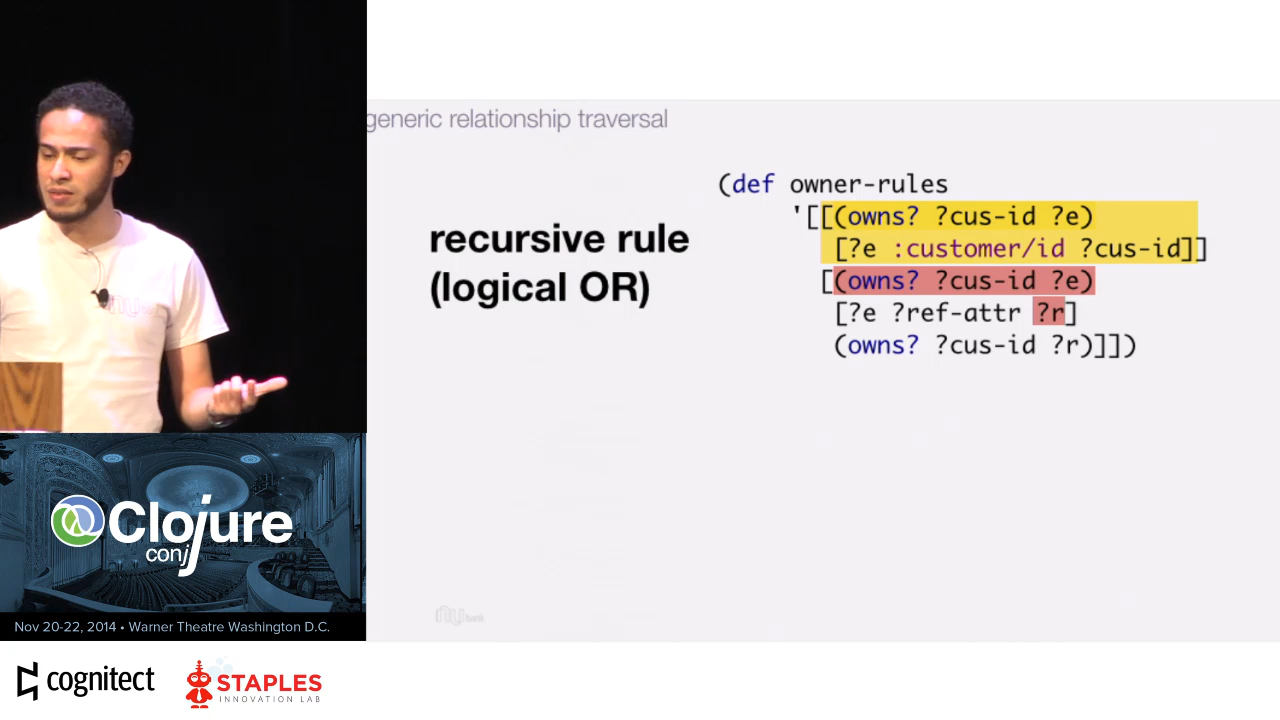 generic relationship traversal
recursive rule
(logical OR)
(def owner-rules
'[[(owns? ?cus-id ?e)
[?e :customer/id ?cus-id]]
[(owns? ?cus-id ?e)
[?e ?ref-attr ?r]
(owns? ?cus-id ?r)]])
nu bank
Clojure
conj
Nov 20-22, 2014 • Warner Theatre Washington D.C.
cognitect
STAPLES
INNOVATION LAB